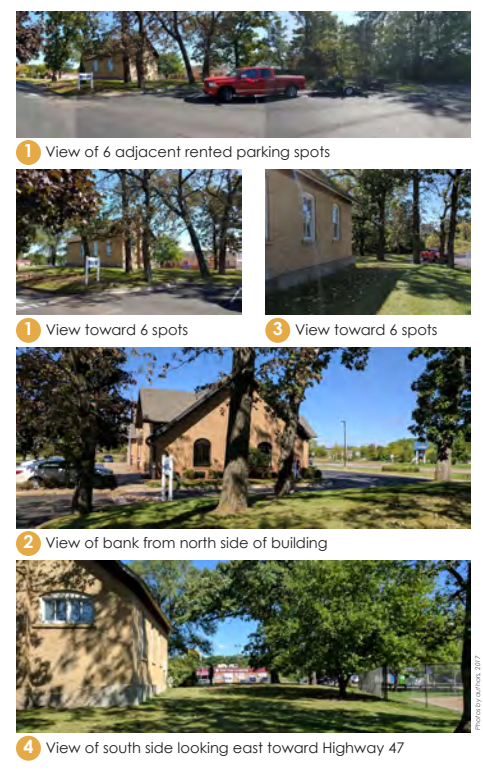 1 View of 6 adjacent rented parking spots
1 View toward 6 spots
3 View toward 6 spots
2 View of bank from north side of building
4 View of south side looking east toward Highway 47
Photos by authors, 2017